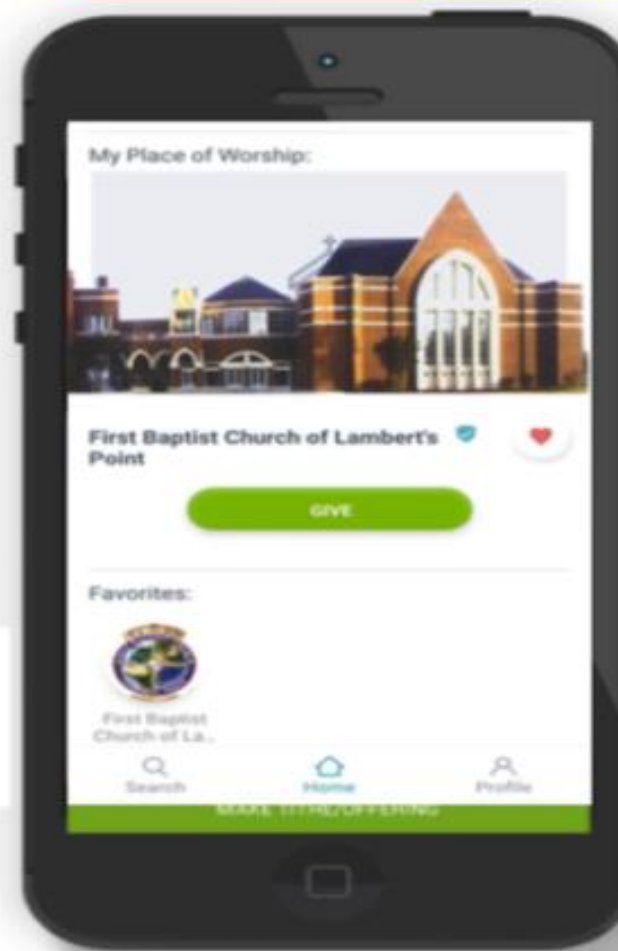 My Place of Worship:
First Baptist Church of Lambert's
Point
GIVE
Favorites:
First Baptist
Church of La...
Search
Home
Profile
MAKE TITHE/OFFERING